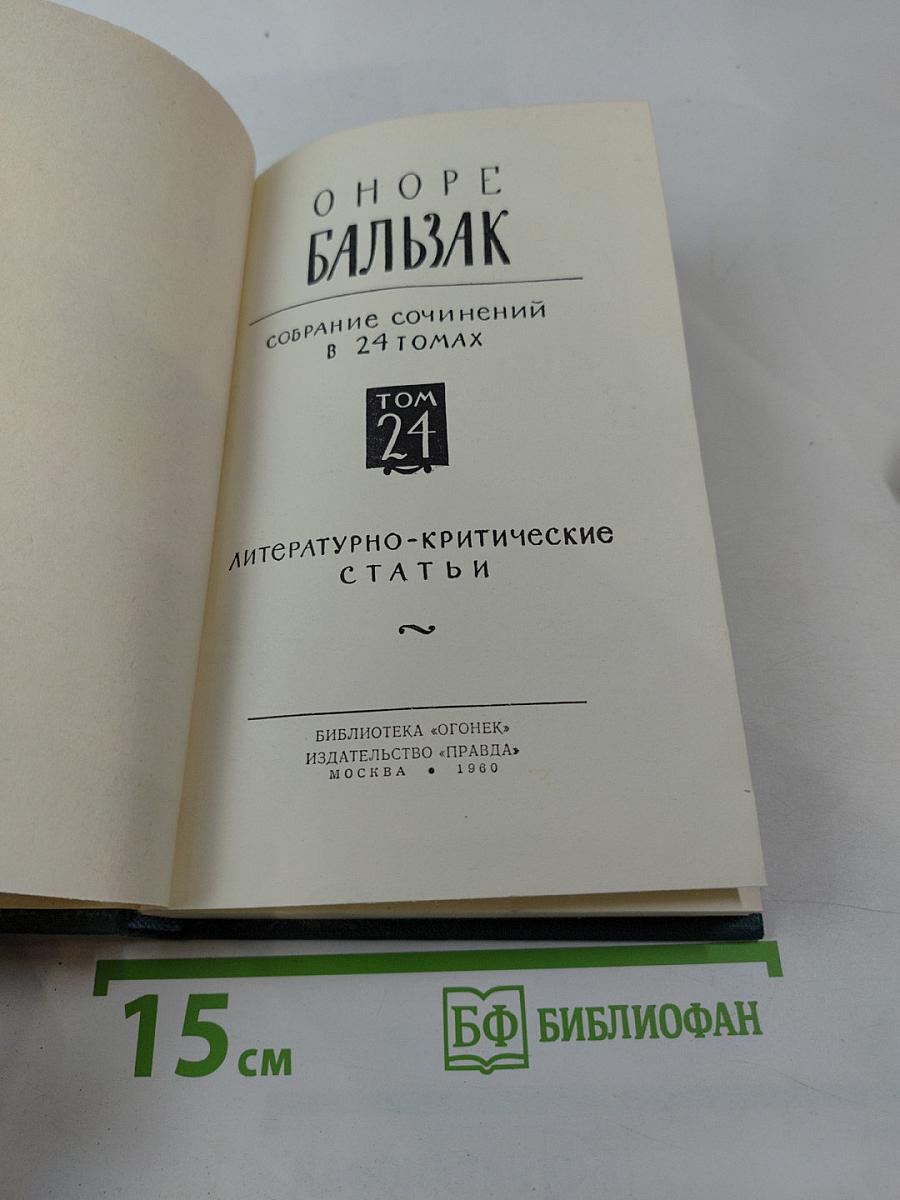 ОНОРЕ
БАЛЬЗАК
СОБРАНИЕ СОЧИНЕНИЙ
В 24 ТОМАХ
ТОМ
24
ЛИТЕРАТУРНО-КРИТИЧЕСКИЕ
СТАТЬИ
БИБЛИОТЕКА «ОГОНЕК»
ИЗДАТЕЛЬСТВО «ПРАВДА»
МОСКВА • 1960
15 см
БФ БИБЛИОФАН